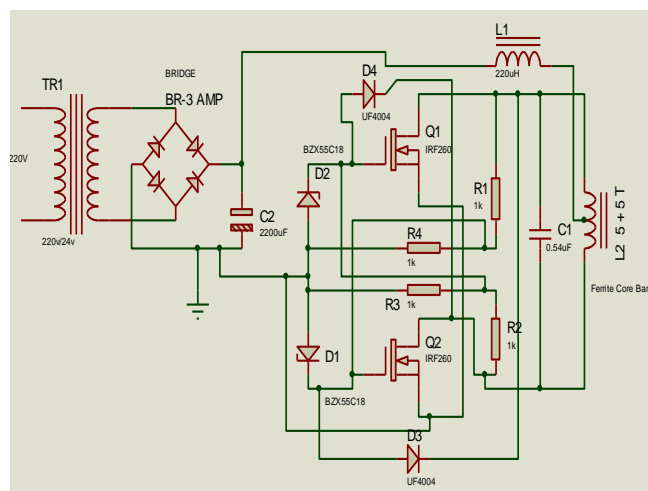 L1
BRIDGE
220uH
TR1
BR-3 AMP
D4
UF4004
220V
BZX55C18
Q1
IRF260
D2
R1
1k
C2
2200uF
R4
1k
C1
0.54uF
L2 5+5T
220v/24v
R3
1k
Ferrite Core Bar
R2
1k
Q2
IRF260
D1
BZX55C18
D3
UF4004